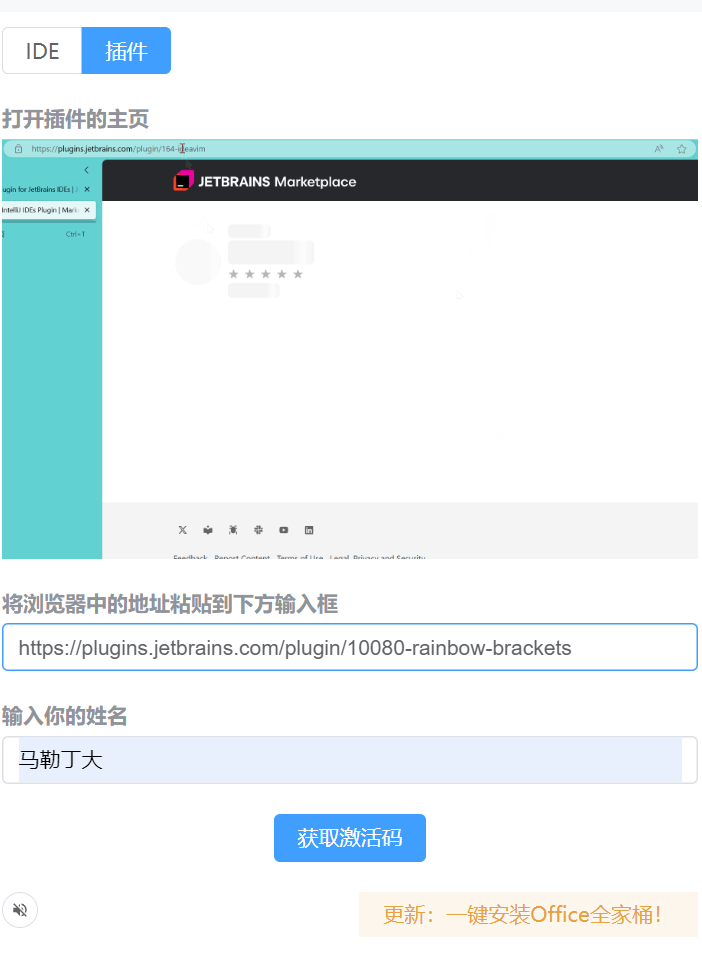 IDE
插件
打开插件的主页
https://plugins.jetbrains.com/plugin/164-ideavim
ugin for JetBrains IDEs | J
IntelliJ IDEs Plugin | Mark
Ctrl+T
JETBRAINS Marketplace
Feedback Report Content Terms of Use Legal, Privacy and Security
将浏览器中的地址粘贴到下方输入框
https://plugins.jetbrains.com/plugin/10080-rainbow-brackets
输入你的姓名
马勒丁大
获取激活码
更新：一键安装Office全家桶！